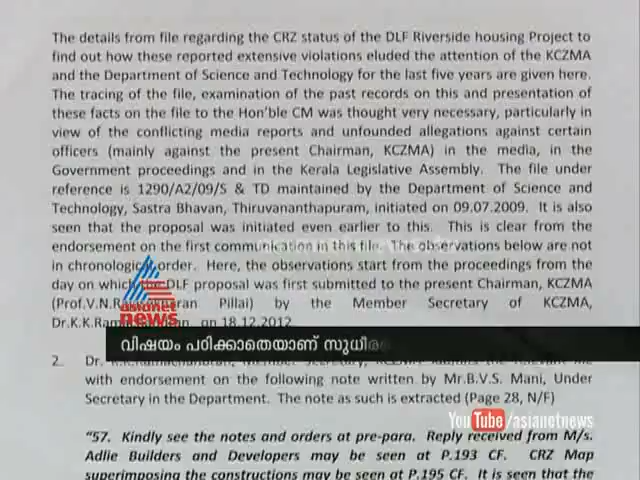 The details from file regarding the CRZ status of the DLF Riverside housing Project to
find out how these reported extensive violations eluded the attention of the KCZMA
and the Department of Science and Technology for the last five years are given here.
The tracing of the file, examination of the past records on this and presentation of
these facts on the file to the Hon'ble CM was thought very necessary, particularly in
view of the conflicting media reports and unfounded allegations against certain
officers (mainly against the present Chairman, KCZMA) in the media, in the
Government proceedings and in the Kerala Legislative Assembly. The file under
reference is 1290/A2/09/S & TD maintained by the Department of Science and
Technology, Sastra Bhavan, Thiruvananthapuram, initiated on 09.07.2009. It is also
seen that the proposal was initiated even earlier to this. This is clear from the
endorsement on the first communication in this file. The observations below are not
in chronological order. Here, the observations start from the proceedings from the
day on which the DLF proposal was first submitted to the present Chairman, KCZMA
(Prof.V.N. Pillai) by the Member Secretary of KCZMA,
Dr.K.K. on 18.12.2012
asianet
news
വിഷയം പഠിക്കാതെയാണ് സുധീര
2. Dr.
with endorsement on the following note written by Mr.B.V.S. Mani, Under
Secretary in the Department. The note as such is extracted (Page 28, N/F)
YouTube/asianetnews
"57. Kindly see the notes and orders at pre-para. Reply received from M/s.
Adlie Builders and Developers may be seen at P.193 CF. CRZ Map
superimposing the constructions may be seen at P.195 CF. It is seen that the